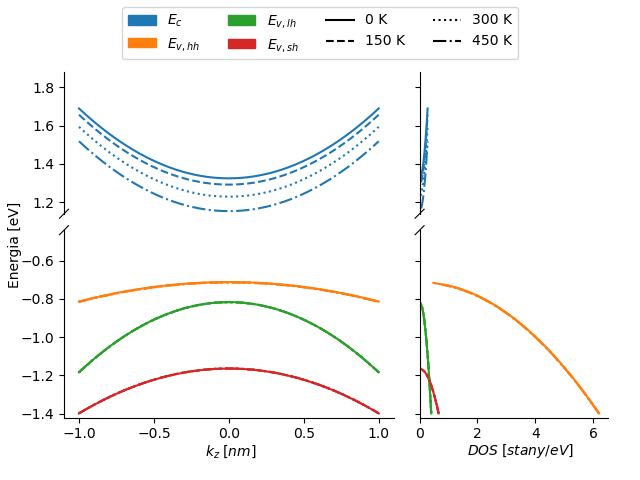 E_c E_{v, lh} 0 K 300 K
E_{v, hh} E_{v, sh} 150 K 450 K
Energia [eV]
1.8
1.6
1.4
1.2
−0.6
−0.8
−1.0
−1.2
−1.4
−1.0 −0.5 0.0 0.5 1.0
k_z [nm]
0 2 4 6
DOS [stany/eV]